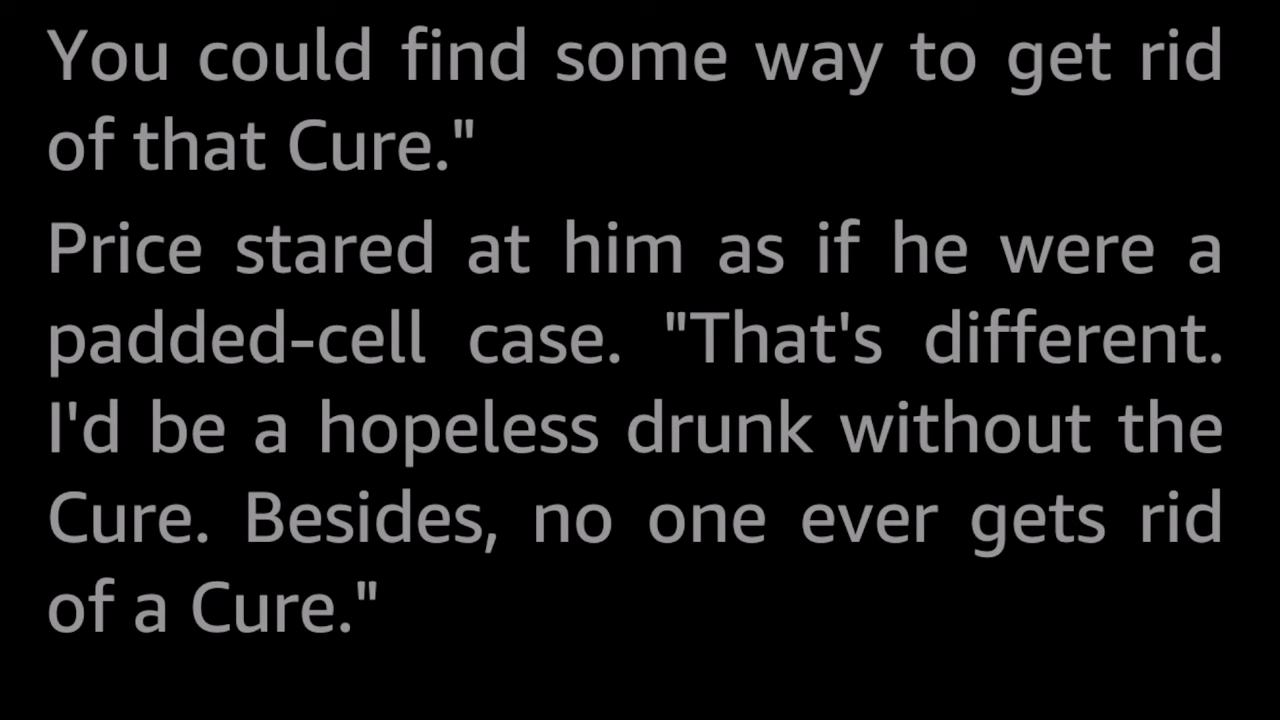 You could find some way to get rid
of that Cure."
Price stared at him as if he were a
padded-cell case. "That's different.
I'd be a hopeless drunk without the
Cure. Besides, no one ever gets rid
of a Cure."